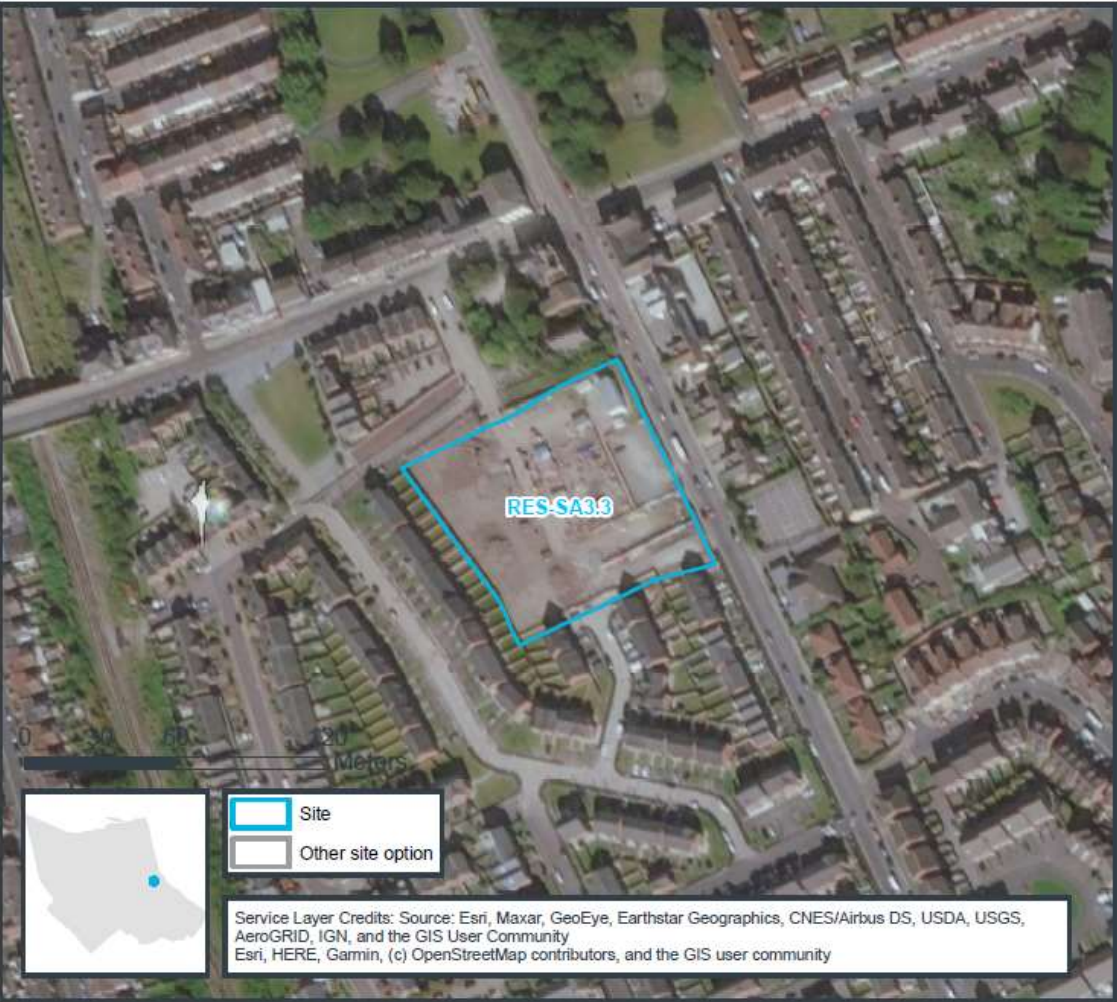 RES-SA3.3
0 30 60 120
Meters
Site
Other site option
Service Layer Credits: Source: Esri, Maxar, GeoEye, Earthstar Geographics, CNES/Airbus DS, USDA, USGS,
AeroGRID, IGN, and the GIS User Community
Esri, HERE, Garmin, (c) OpenStreetMap contributors, and the GIS user community